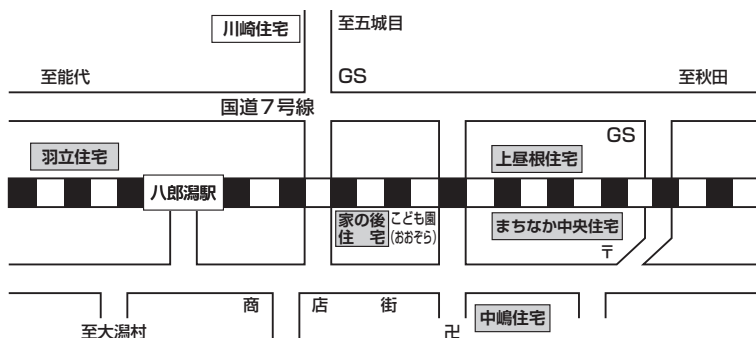 川崎住宅
至五城目
至能代
GS
至秋田
国道7号線
GS
羽立住宅
上昼根住宅
八郎潟駅
家の後
住宅
こども園
(おおぞら)
まちなか中央住宅
〒
商店街
中嶋住宅
至大潟村
卍